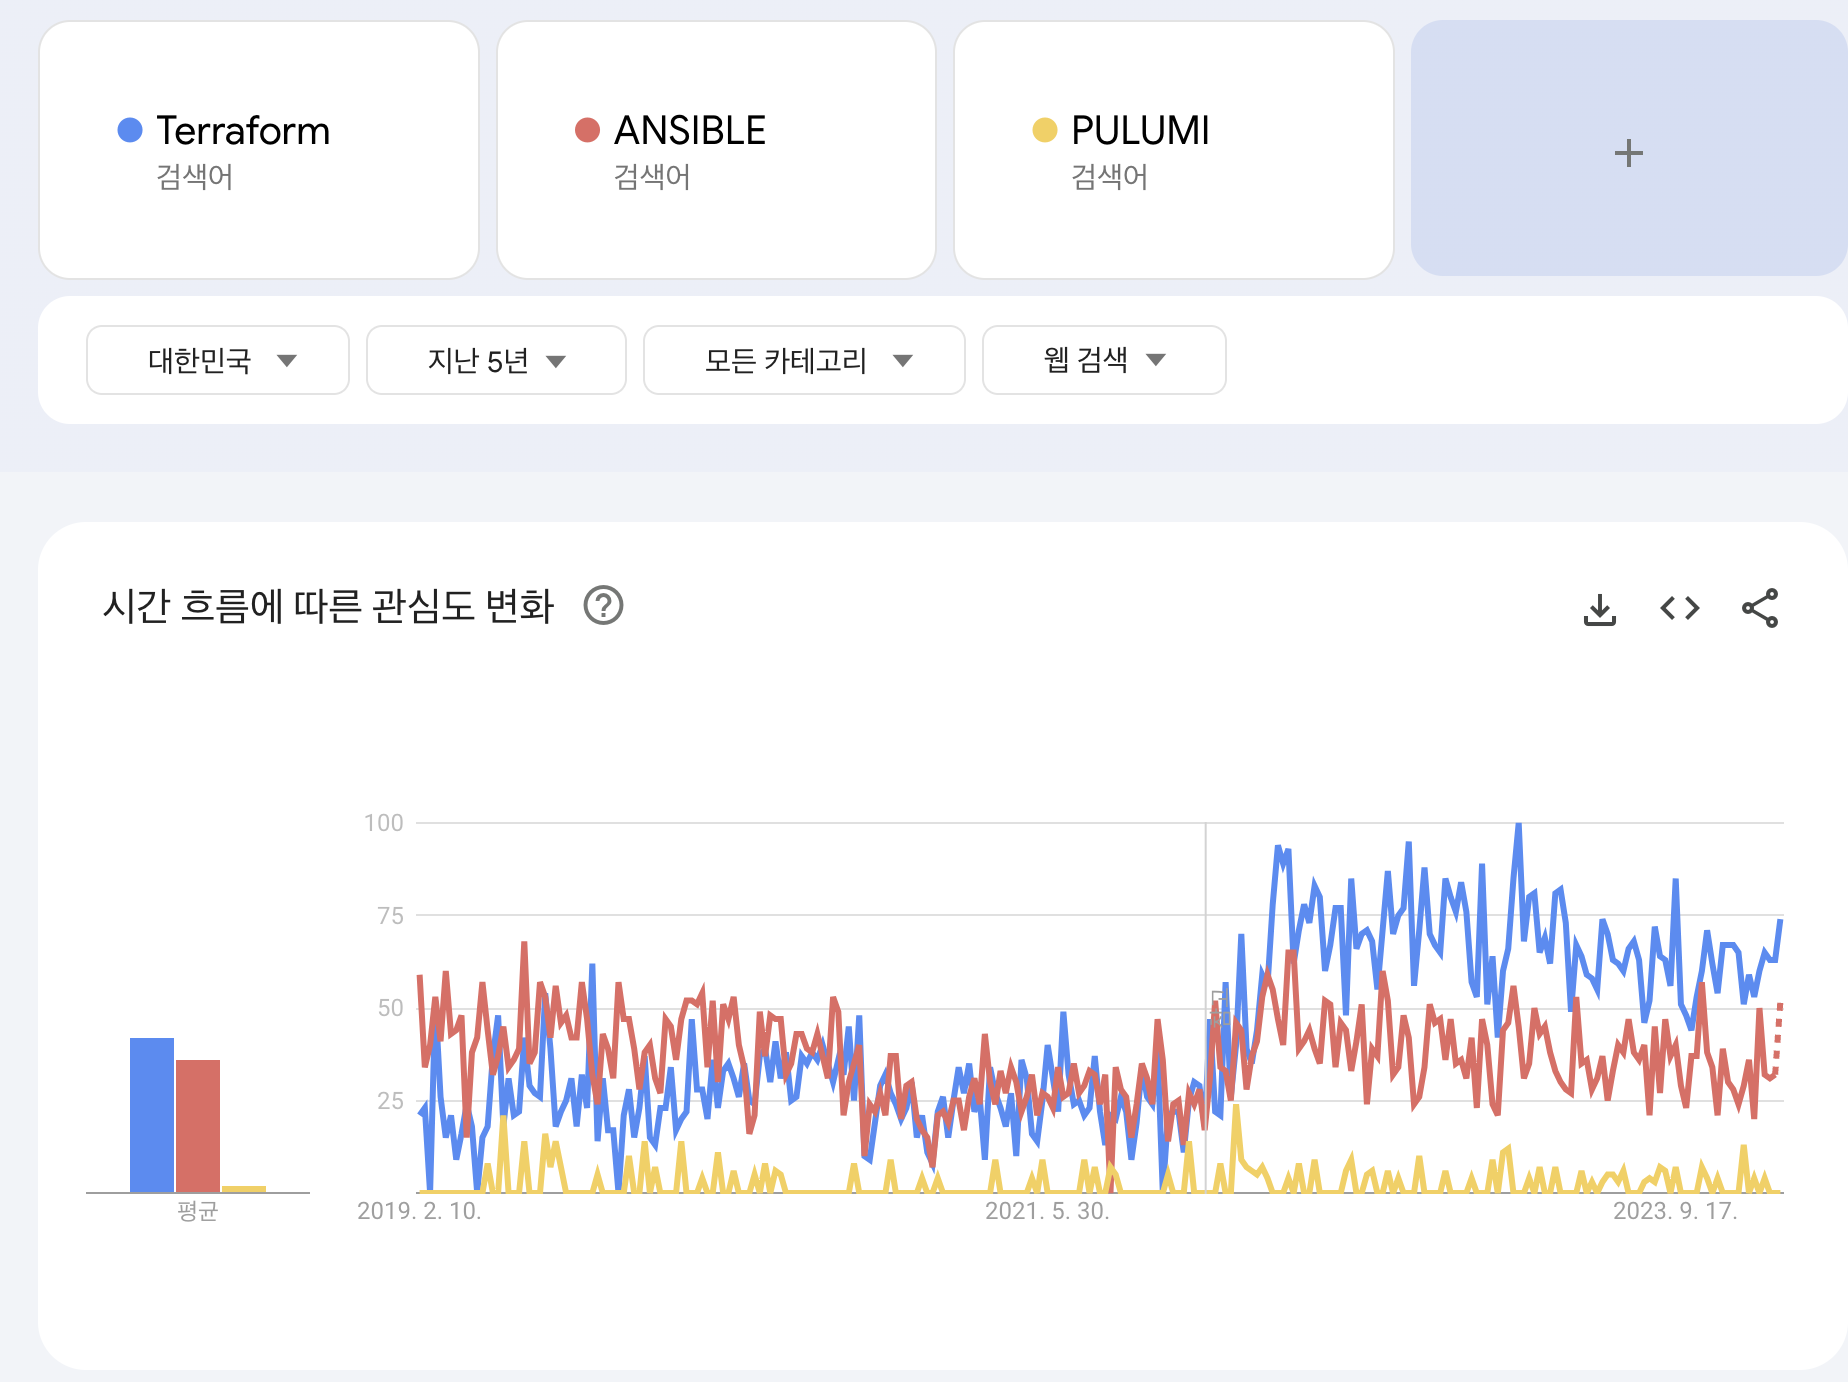 Terraform
검색어
ANSIBLE
검색어
PULUMI
검색어
+
대한민국
지난 5년
모든 카테고리
웹 검색
시간 흐름에 따른 관심도 변화
100
75
50
25
평균
2019. 2. 10.
2021. 5. 30.
2023. 9. 17.